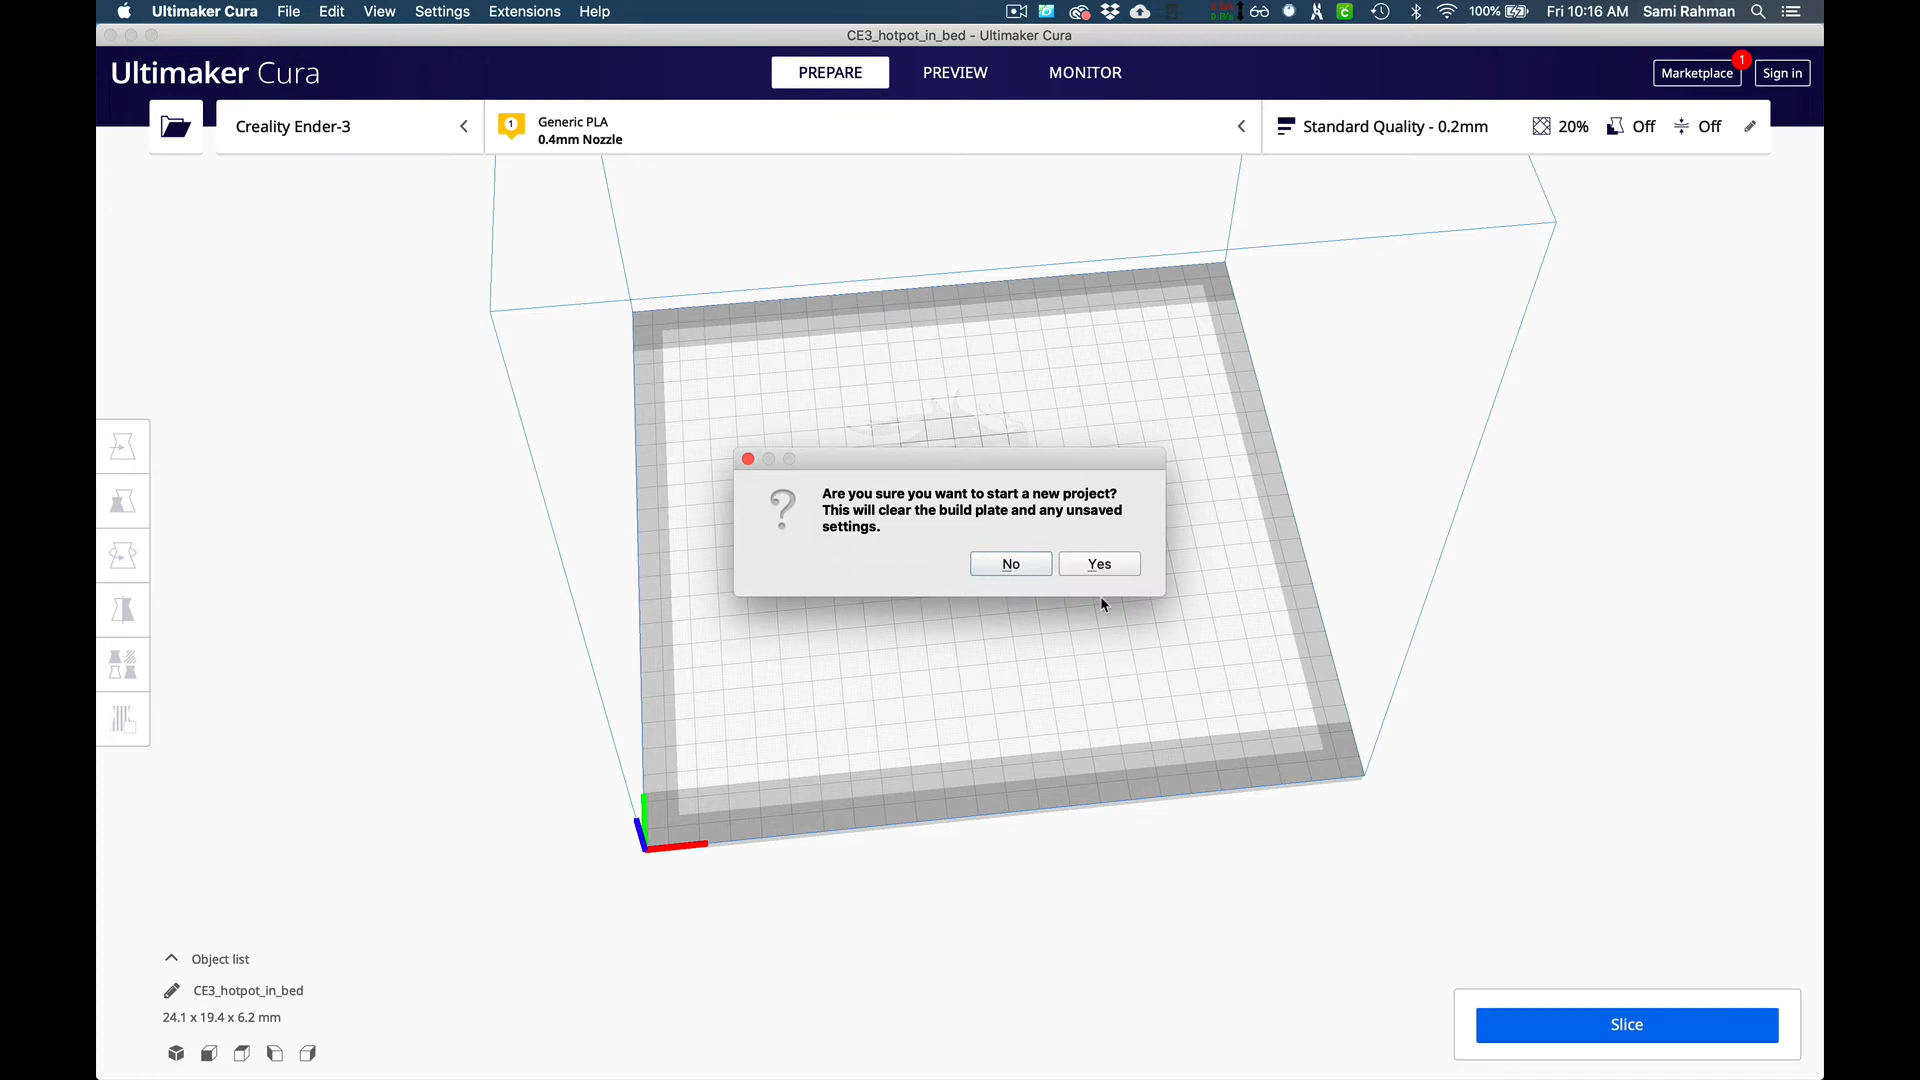 Ultimaker Cura File Edit View Settings Extensions Help 100% Fri 10:16 AM Sami Rahman
CE3_hotpot_in_bed - Ultimaker Cura
Ultimaker Cura PREPARE PREVIEW MONITOR Marketplace 1 Sign in
Creality Ender-3
1 Generic PLA
0.4mm Nozzle
Standard Quality - 0.2mm 20% Off Off
Are you sure you want to start a new project?
This will clear the build plate and any unsaved
settings.
No Yes
Object list
CE3_hotpot_in_bed
24.1 x 19.4 x 6.2 mm
Slice